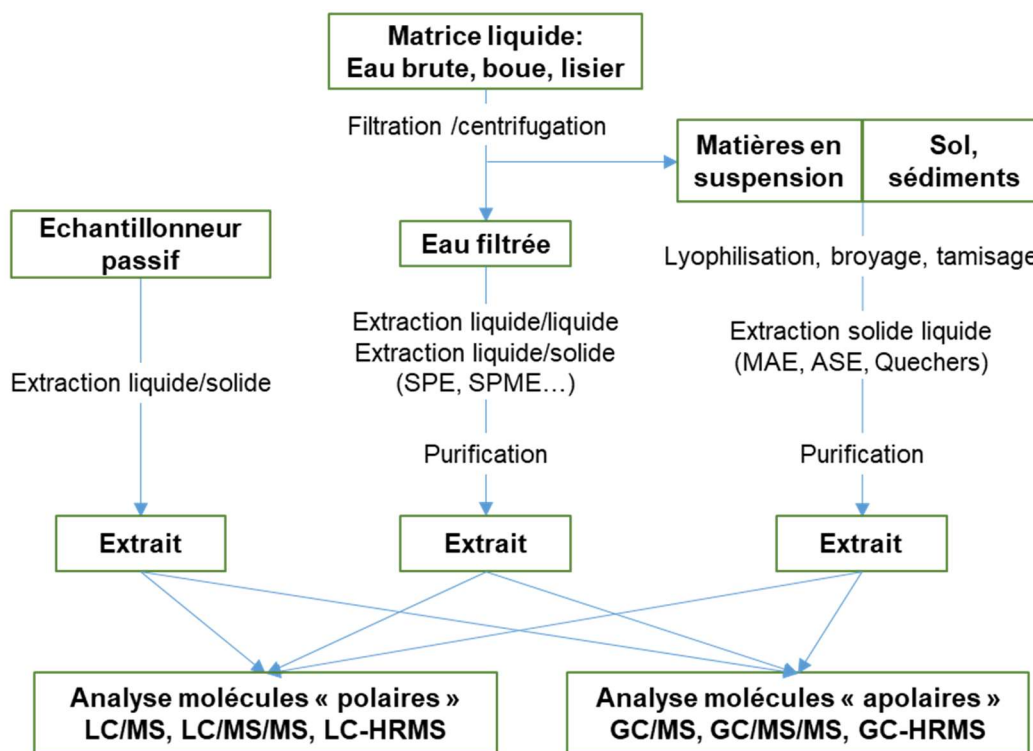 Matrice liquide:
Eau brute, boue, lisier
Filtration /centrifugation
Matières en
suspension
Sol,
sédiments
Echantillonneur
passif
Eau filtrée
Lyophilisation, broyage, tamisage
Extraction liquide/liquide
Extraction liquide/solide
(SPE, SPME…)
Extraction solide liquide
(MAE, ASE, Quechers)
Extraction liquide/solide
Purification
Purification
Extrait
Extrait
Extrait
Analyse molécules « polaires »
LC/MS, LC/MS/MS, LC-HRMS
Analyse molécules « apolaires »
GC/MS, GC/MS/MS, GC-HRMS